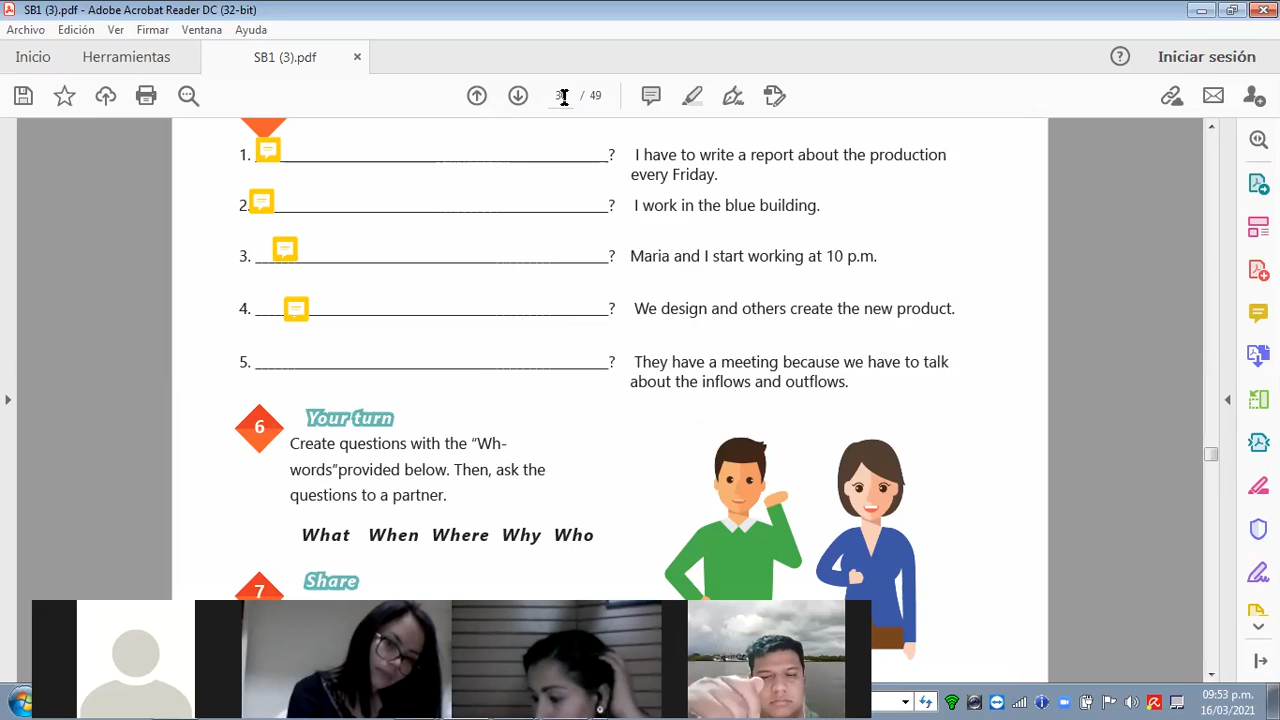 SB1 (3).pdf - Adobe Acrobat Reader DC (32-bit)
Archivo Edición Ver Firmar Ventana Ayuda
Inicio Herramientas SB1 (3).pdf × Iniciar sesión
/ 49
1. ? I have to write a report about the production
every Friday.
2. ? I work in the blue building.
3. ? Maria and I start working at 10 p.m.
4. ? We design and others create the new product.
5. ? They have a meeting because we have to talk
about the inflows and outflows.
6 Your turn
Create questions with the “Wh-
words”provided below. Then, ask the
questions to a partner.
What When Where Why Who
7 Share
09:53 p.m.
16/03/2021